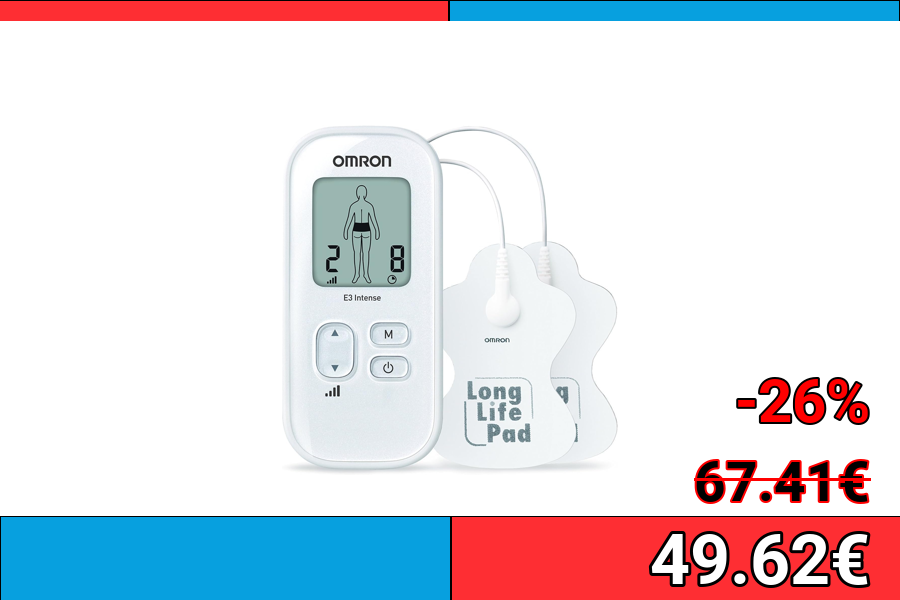 OMRON
2 8
E3 Intense
M
OMRON
Long
Life
Pad
g
d
-26%
67.41€
49.62€